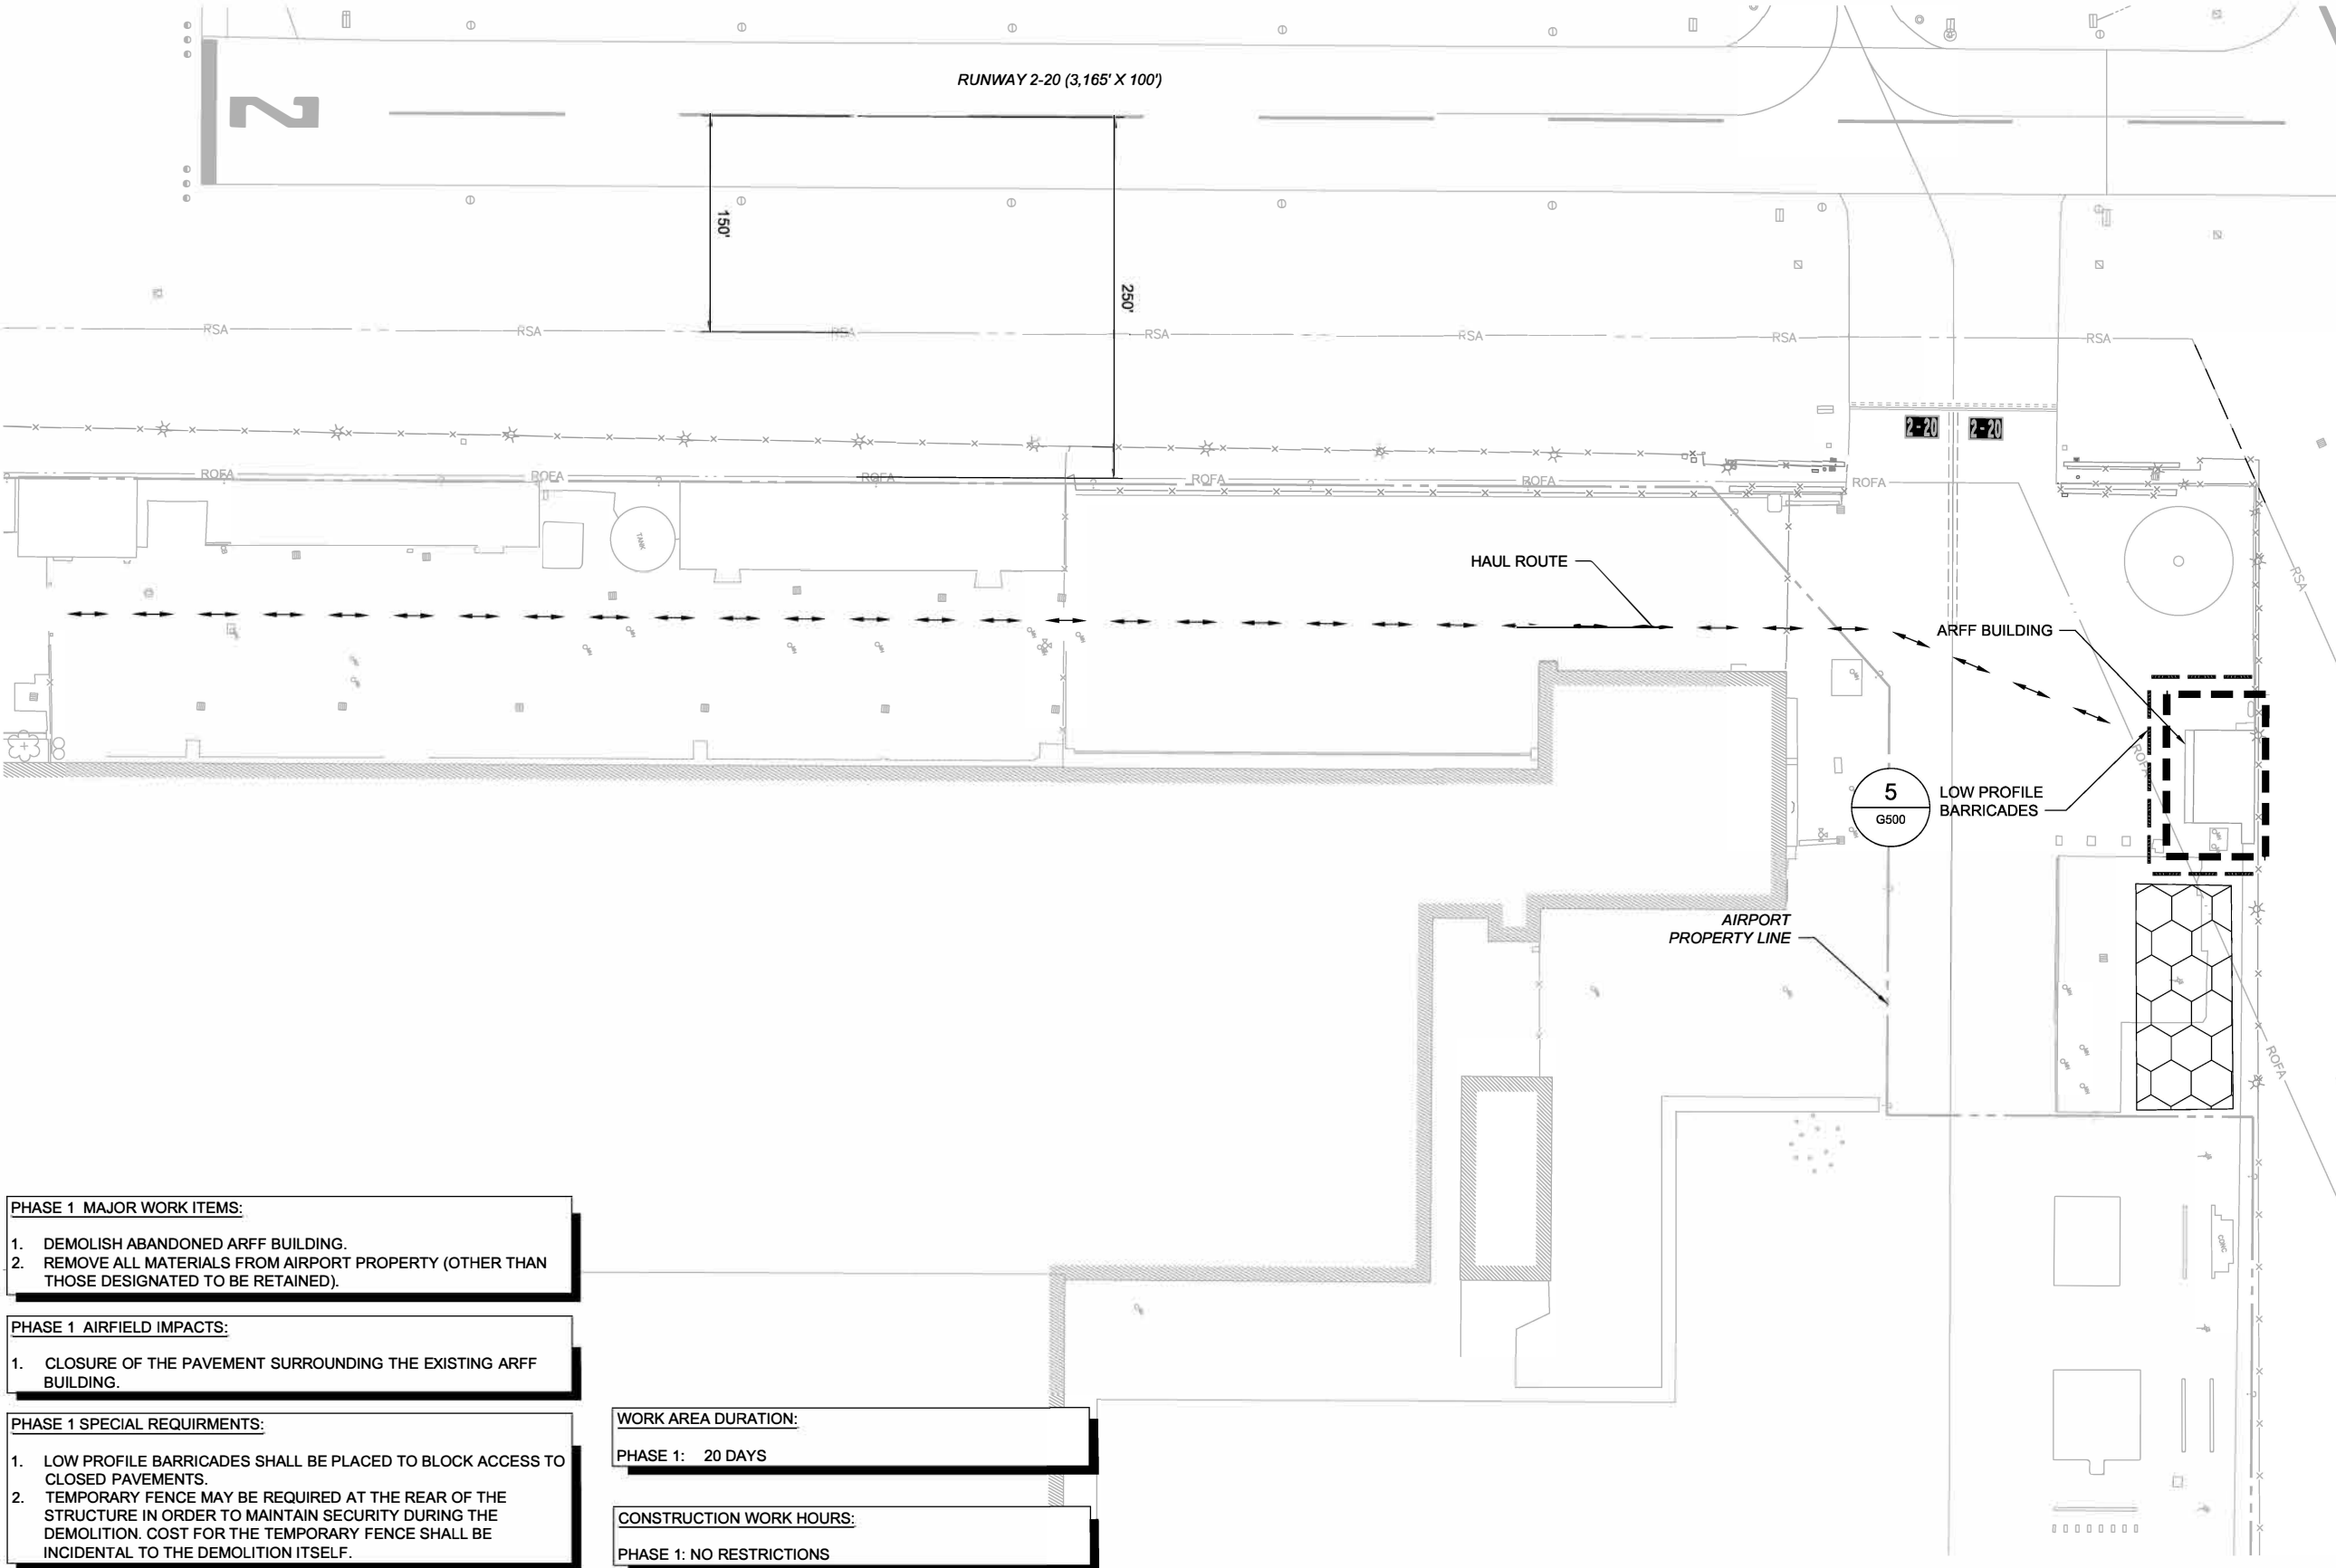 RUNWAY 2-20 (3,165' X 100')
2
150'
250'
RSA
RSA
RSA
RSA
RSA
RSA
RSA
2-20
2-20
ROFA
ROFA
ROFA
ROFA
ROFA
ROFA
TANK
HAUL ROUTE
RSA
ARFF BUILDING
ROFA
5
G500
LOW PROFILE
BARRICADES
AIRPORT
PROPERTY LINE
ROFA
CONC
PHASE 1 MAJOR WORK ITEMS:
1. DEMOLISH ABANDONED ARFF BUILDING.
2. REMOVE ALL MATERIALS FROM AIRPORT PROPERTY (OTHER THAN
THOSE DESIGNATED TO BE RETAINED).
PHASE 1 AIRFIELD IMPACTS:
1. CLOSURE OF THE PAVEMENT SURROUNDING THE EXISTING ARFF
BUILDING.
PHASE 1 SPECIAL REQUIRMENTS:
1. LOW PROFILE BARRICADES SHALL BE PLACED TO BLOCK ACCESS TO
CLOSED PAVEMENTS.
2. TEMPORARY FENCE MAY BE REQUIRED AT THE REAR OF THE
STRUCTURE IN ORDER TO MAINTAIN SECURITY DURING THE
DEMOLITION. COST FOR THE TEMPORARY FENCE SHALL BE
INCIDENTAL TO THE DEMOLITION ITSELF.
WORK AREA DURATION:
PHASE 1: 20 DAYS
CONSTRUCTION WORK HOURS:
PHASE 1: NO RESTRICTIONS